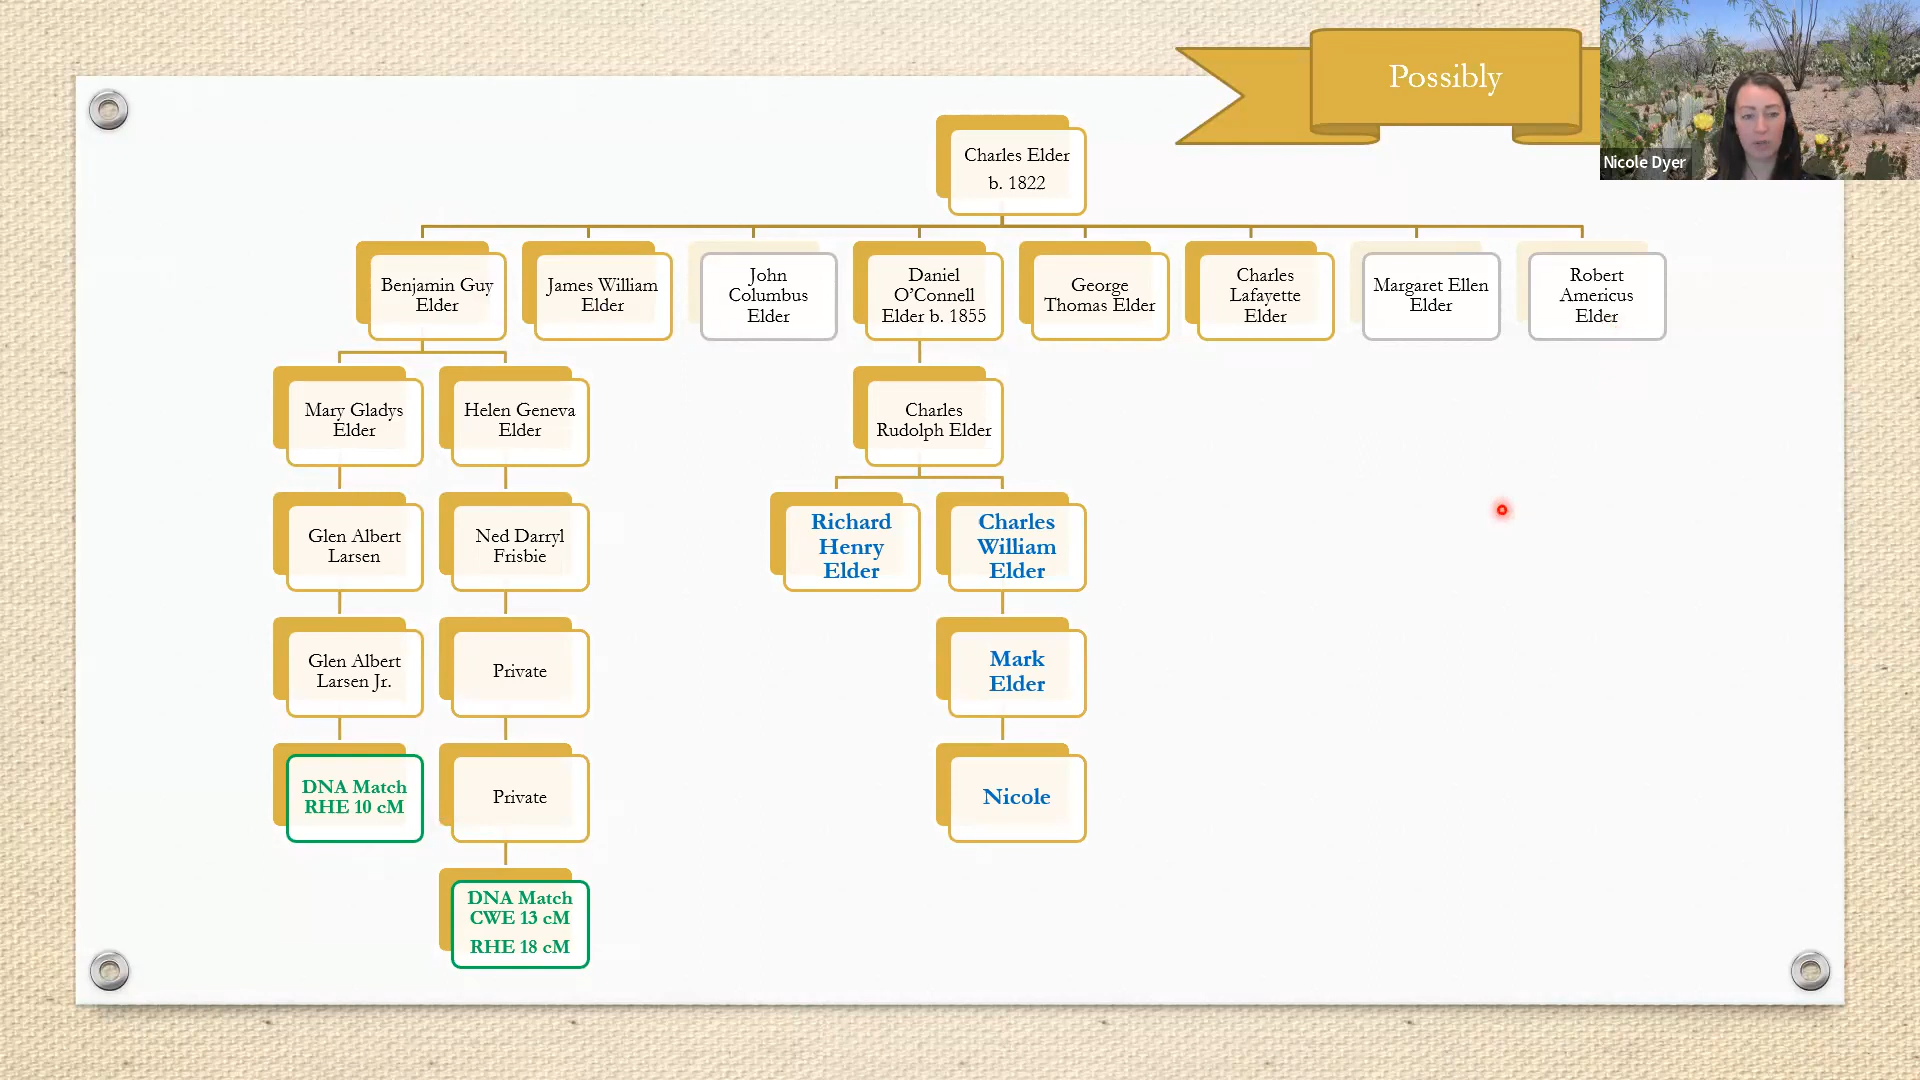 Possibly
Nicole Dyer
Charles Elder
b. 1822
Benjamin Guy
Elder
James William
Elder
John
Columbus
Elder
Daniel
O’Connell
Elder b. 1855
George
Thomas Elder
Charles
Lafayette
Elder
Margaret Ellen
Elder
Robert
Americus
Elder
Mary Gladys
Elder
Helen Geneva
Elder
Charles
Rudolph Elder
Glen Albert
Larsen
Ned Darryl
Frisbie
Richard
Henry
Elder
Charles
William
Elder
Glen Albert
Larsen Jr.
Private
Mark
Elder
DNA Match
RHE 10 cM
Private
Nicole
DNA Match
CWE 13 cM
RHE 18 cM